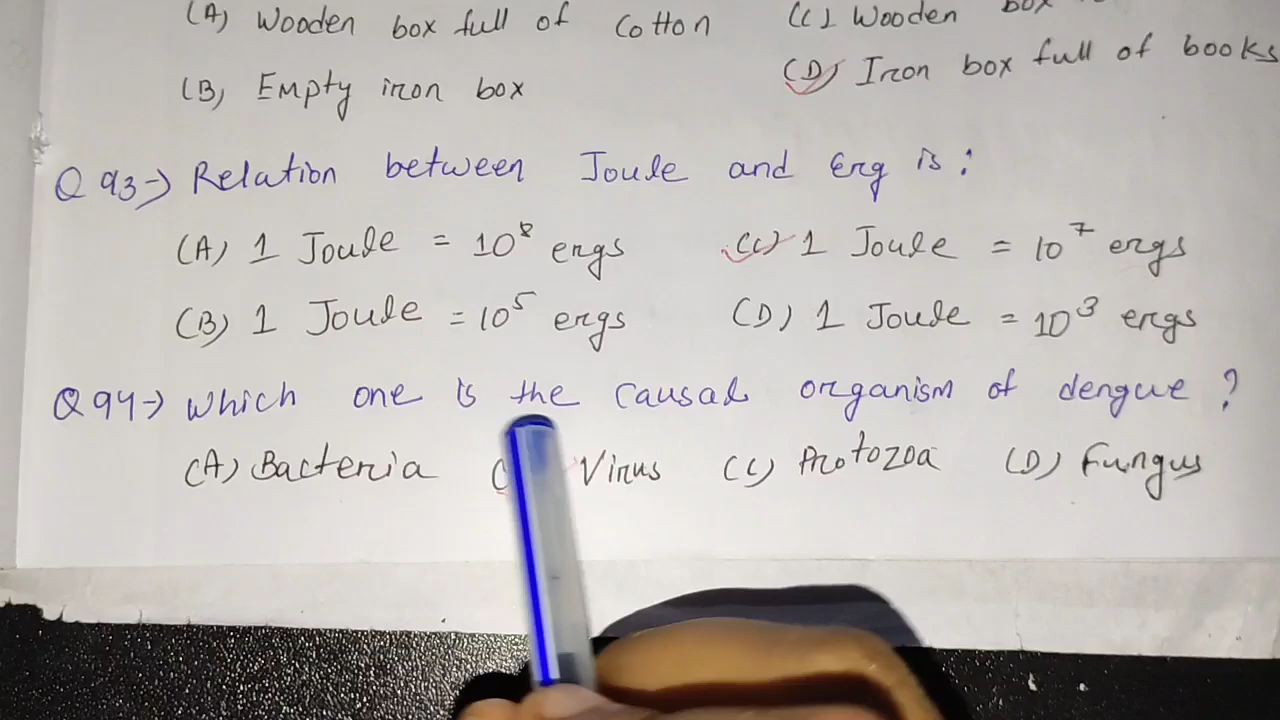 (A) Wooden box full of Cotton (C) Wooden box
(B) Empty iron box (D) Iron box full of books
Q 93→ Relation between Joule and Erg is:
(A) 1 Joule = 10⁸ ergs (C) 1 Joule = 10⁷ ergs
(B) 1 Joule = 10⁵ ergs (D) 1 Joule = 10³ ergs
Q 94→ Which one is the causal organism of dengue ?
(A) Bacteria ( Virus (C) Protozoa (D) Fungus